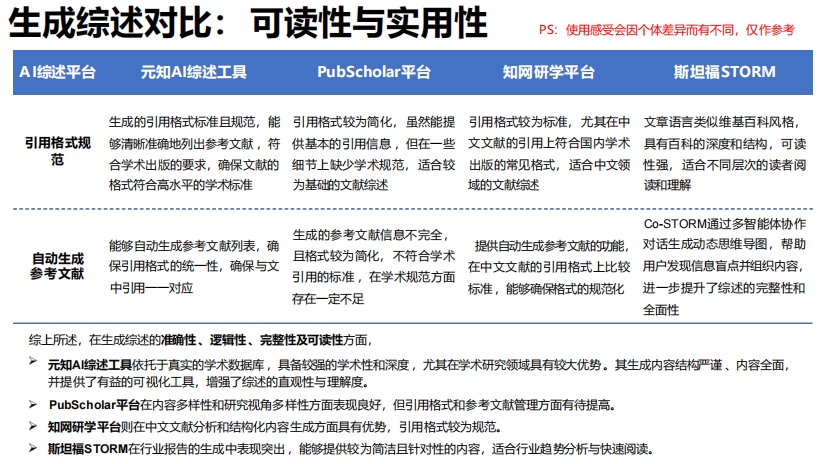 生成综述对比：可读性与实用性
PS：使用感受会因个体差异而有不同，仅作参考
AI综述平台
元知AI综述工具
PubScholar平台
知网研学平台
斯坦福STORM
引用格式规
范
生成的引用格式标准且规范，能
够清晰准确地列出参考文献，符
合学术出版的要求，确保文献的
格式符合高水平的学术标准
引用格式较为简化，虽然能提
供基本的引用信息，但在一些
细节上缺少学术规范，适合较
为基础的文献综述
引用格式较为标准，尤其在中
文文献的引用上符合国内学术
出版的常见格式，适合中文领
域的文献综述
文章语言类似维基百科风格，
具有百科的深度和结构，可读
性强，适合不同层次的读者阅
读和理解
自动生成
参考文献
能够自动生成参考文献列表，确
保引用格式的统一性，确保与文
中引用一一对应
生成的参考文献信息不完全，
且格式较为简化，不符合学术
引用的标准，在学术规范方面
存在一定不足
提供自动生成参考文献的功能，
在中文文献的引用格式上比较
标准，能够确保格式的规范化
Co-STORM通过多智能体协作
对话生成动态思维导图，帮助
用户发现信息盲点并组织内容，
进一步提升了综述的完整性和
全面性
综上所述，在生成综述的准确性、逻辑性、完整性及可读性方面，
➢ 元知AI综述工具依托于真实的学术数据库，具备较强的学术性和深度，尤其在学术研究领域具有较大优势。其生成内容结构严谨、内容全面，
并提供了有益的可视化工具，增强了综述的直观性与理解度。
➢ PubScholar平台在内容多样性和研究视角多样性方面表现良好，但引用格式和参考文献管理方面有待提高。
➢ 知网研学平台则在中文文献分析和结构化内容生成方面具有优势，引用格式较为规范。
➢ 斯坦福STORM在行业报告的生成中表现突出，能够提供较为简洁且针对性的内容，适合行业趋势分析与快速阅读。